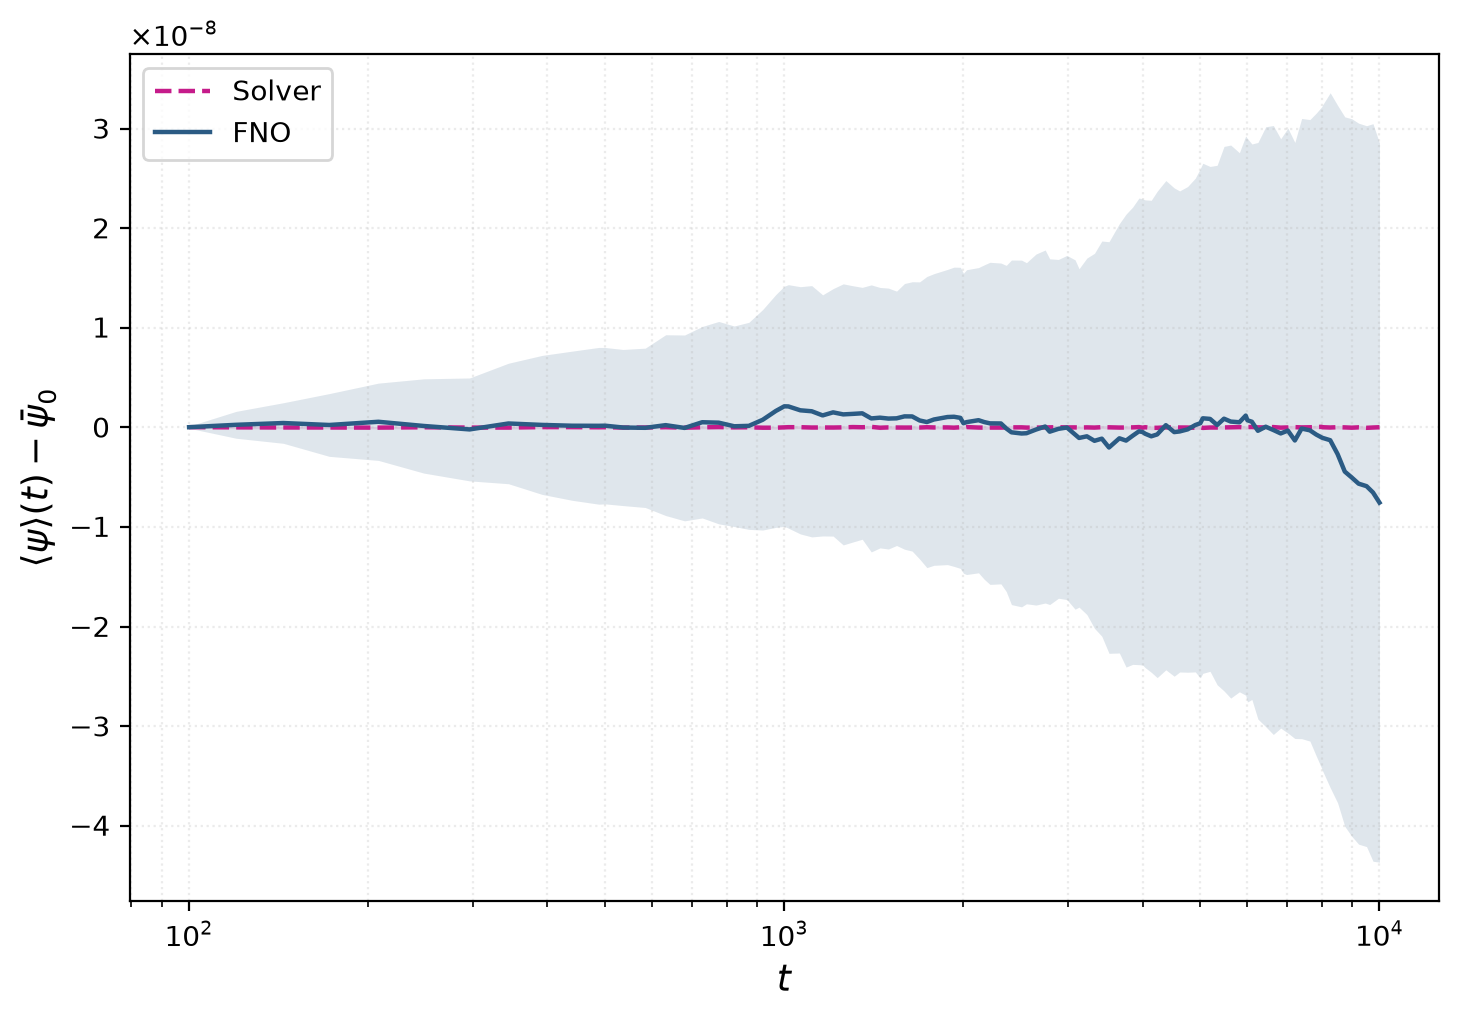 ×10⁻⁸
Solver
FNO
3
2
1
0
−1
−2
−3
−4
⟨ψ⟩(t) − ψ̄₀
10² 10³ 10⁴
t